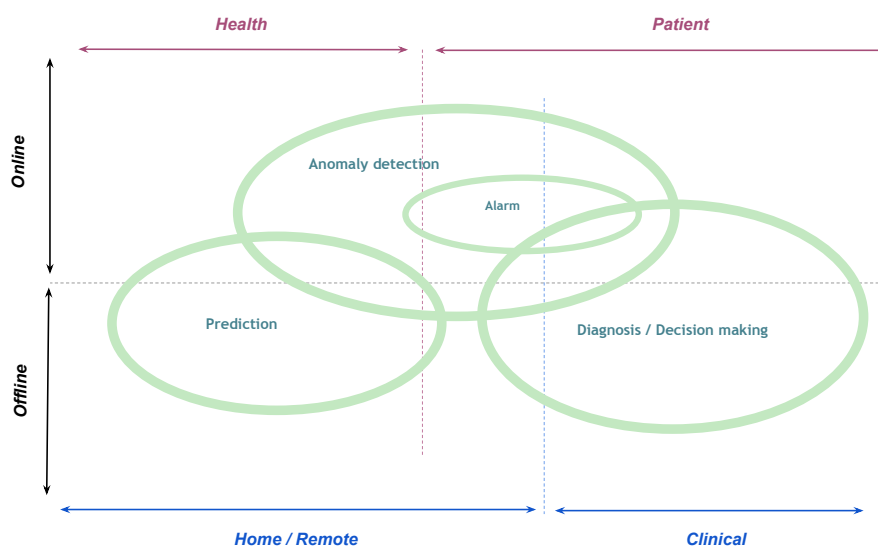 Health
Patient
Online
Anomaly detection
Alarm
Prediction
Diagnosis / Decision making
Offline
Home / Remote
Clinical